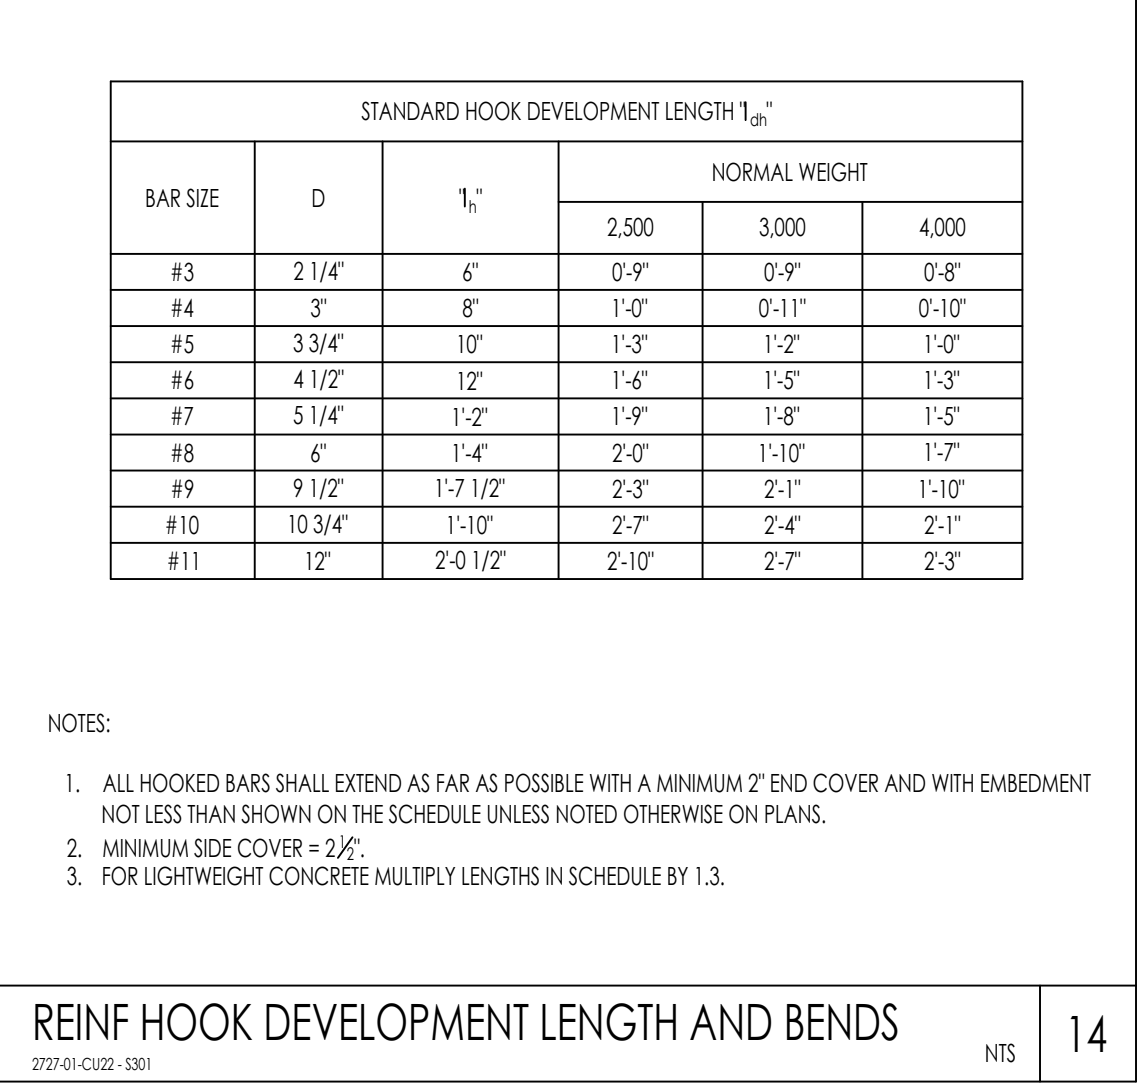 STANDARD HOOK DEVELOPMENT LENGTH "ldh"
BAR SIZE D "lh" NORMAL WEIGHT
2,500 3,000 4,000
#3 2 1/4" 6" 0'-9" 0'-9" 0'-8"
#4 3" 8" 1'-0" 0'-11" 0'-10"
#5 3 3/4" 10" 1'-3" 1'-2" 1'-0"
#6 4 1/2" 12" 1'-6" 1'-5" 1'-3"
#7 5 1/4" 1'-2" 1'-9" 1'-8" 1'-5"
#8 6" 1'-4" 2'-0" 1'-10" 1'-7"
#9 9 1/2" 1'-7 1/2" 2'-3" 2'-1" 1'-10"
#10 10 3/4" 1'-10" 2'-7" 2'-4" 2'-1"
#11 12" 2'-0 1/2" 2'-10" 2'-7" 2'-3"
NOTES:
1. ALL HOOKED BARS SHALL EXTEND AS FAR AS POSSIBLE WITH A MINIMUM 2" END COVER AND WITH EMBEDMENT
NOT LESS THAN SHOWN ON THE SCHEDULE UNLESS NOTED OTHERWISE ON PLANS.
2. MINIMUM SIDE COVER = 2½".
3. FOR LIGHTWEIGHT CONCRETE MULTIPLY LENGTHS IN SCHEDULE BY 1.3.
REINF HOOK DEVELOPMENT LENGTH AND BENDS
2727-01-CU22 - S301
NTS
14